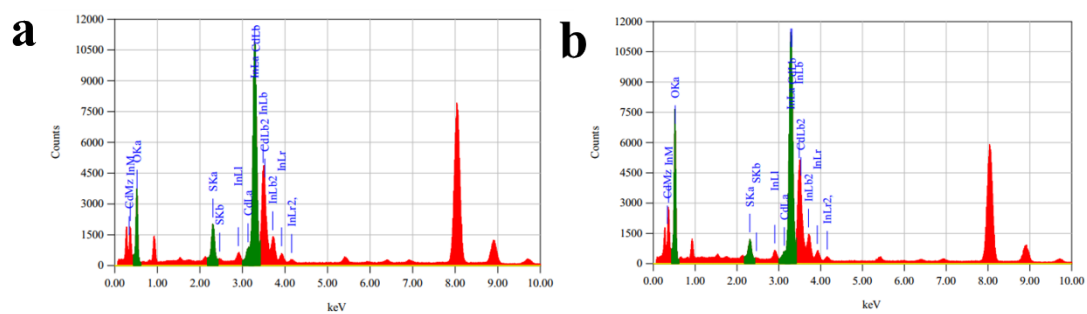 a
12000
10500
9000
7500
6000
4500
3000
1500
0
Counts
0.00 1.00 2.00 3.00 4.00 5.00 6.00 7.00 8.00 9.00 10.00
keV
CdMz InM
OKa
SKa
SKb
InLl
CdLa
InLa CdLb
CdLb2 InLb
InLb2
InLr
InLr2,
b
12000
10500
9000
7500
6000
4500
3000
1500
0
Counts
0.00 1.00 2.00 3.00 4.00 5.00 6.00 7.00 8.00 9.00 10.00
keV
CdMz InM
OKa
SKa
SKb
InLl
CdLa
InLa CdLb
CdLb2 InLb
InLb2
InLr
InLr2,